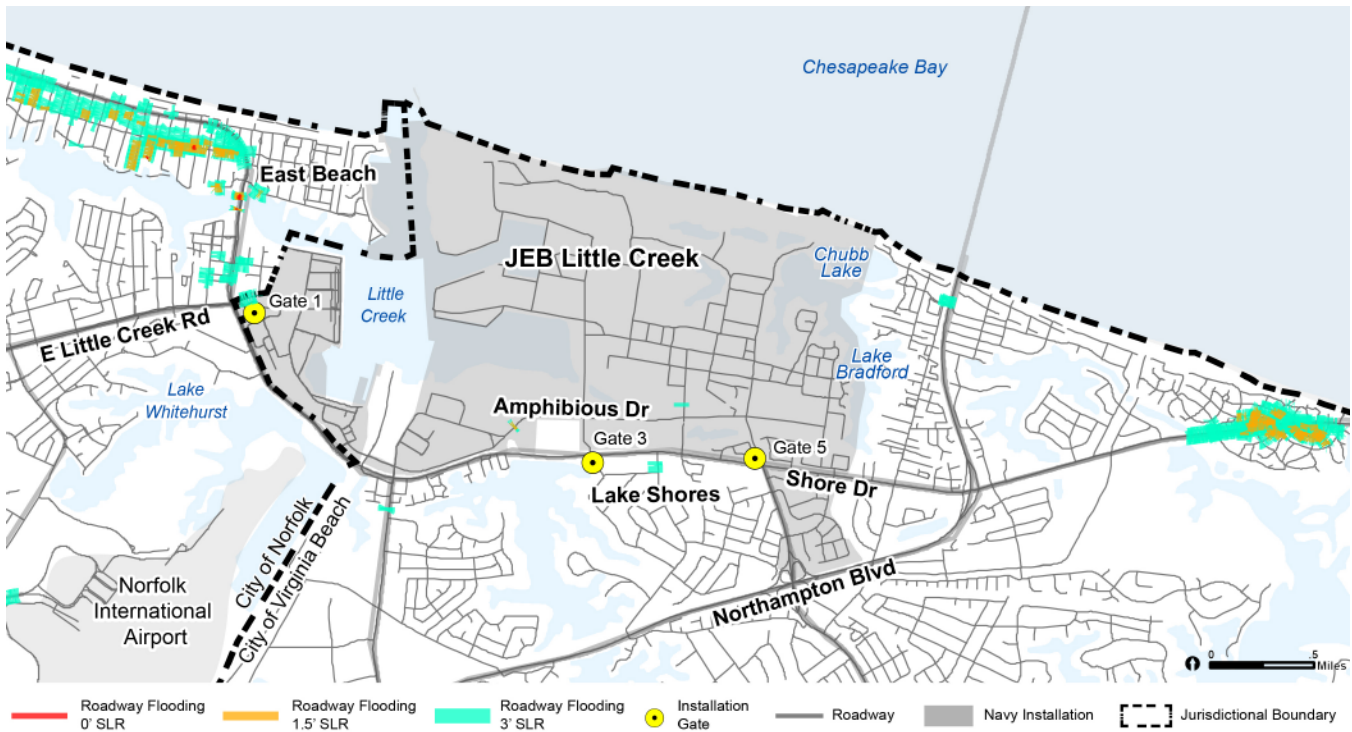 Chesapeake Bay
East Beach
JEB Little Creek
Chubb
Lake
Gate 1
Little
Creek
E Little Creek Rd
Lake
Bradford
Lake
Whitehurst
Amphibious Dr
Gate 3
Gate 5
Shore Dr
Lake Shores
City of Norfolk
City of Virginia Beach
Norfolk
International
Airport
Northampton Blvd
0 .5
Miles
Roadway Flooding
0' SLR
Roadway Flooding
1.5' SLR
Roadway Flooding
3' SLR
Installation
Gate
Roadway
Navy Installation
Jurisdictional Boundary